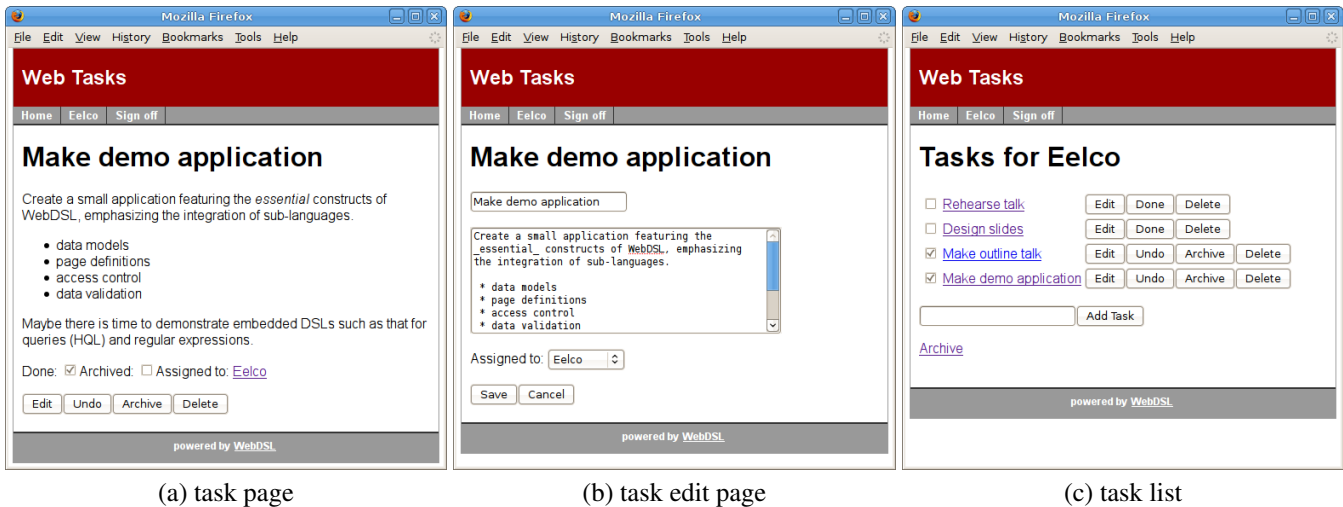 Mozilla Firefox
File Edit View History Bookmarks Tools Help
Web Tasks
Home Eelco Sign off
Make demo application
Create a small application featuring the essential constructs of
WebDSL, emphasizing the integration of sub-languages.
• data models
• page definitions
• access control
• data validation
Maybe there is time to demonstrate embedded DSLs such as that for
queries (HQL) and regular expressions.
Done: Archived: Assigned to: Eelco
Edit Undo Archive Delete
powered by WebDSL
(a) task page
Mozilla Firefox
File Edit View History Bookmarks Tools Help
Web Tasks
Home Eelco Sign off
Make demo application
Make demo application
Create a small application featuring the
_essential_ constructs of WebDSL, emphasizing
the integration of sub-languages.
* data models
* page definitions
* access control
* data validation
Assigned to: Eelco
Save Cancel
powered by WebDSL
(b) task edit page
Mozilla Firefox
File Edit View History Bookmarks Tools Help
Web Tasks
Home Eelco Sign off
Tasks for Eelco
Rehearse talk Edit Done Delete
Design slides Edit Done Delete
Make outline talk Edit Undo Archive Delete
Make demo application Edit Undo Archive Delete
Add Task
Archive
powered by WebDSL
(c) task list